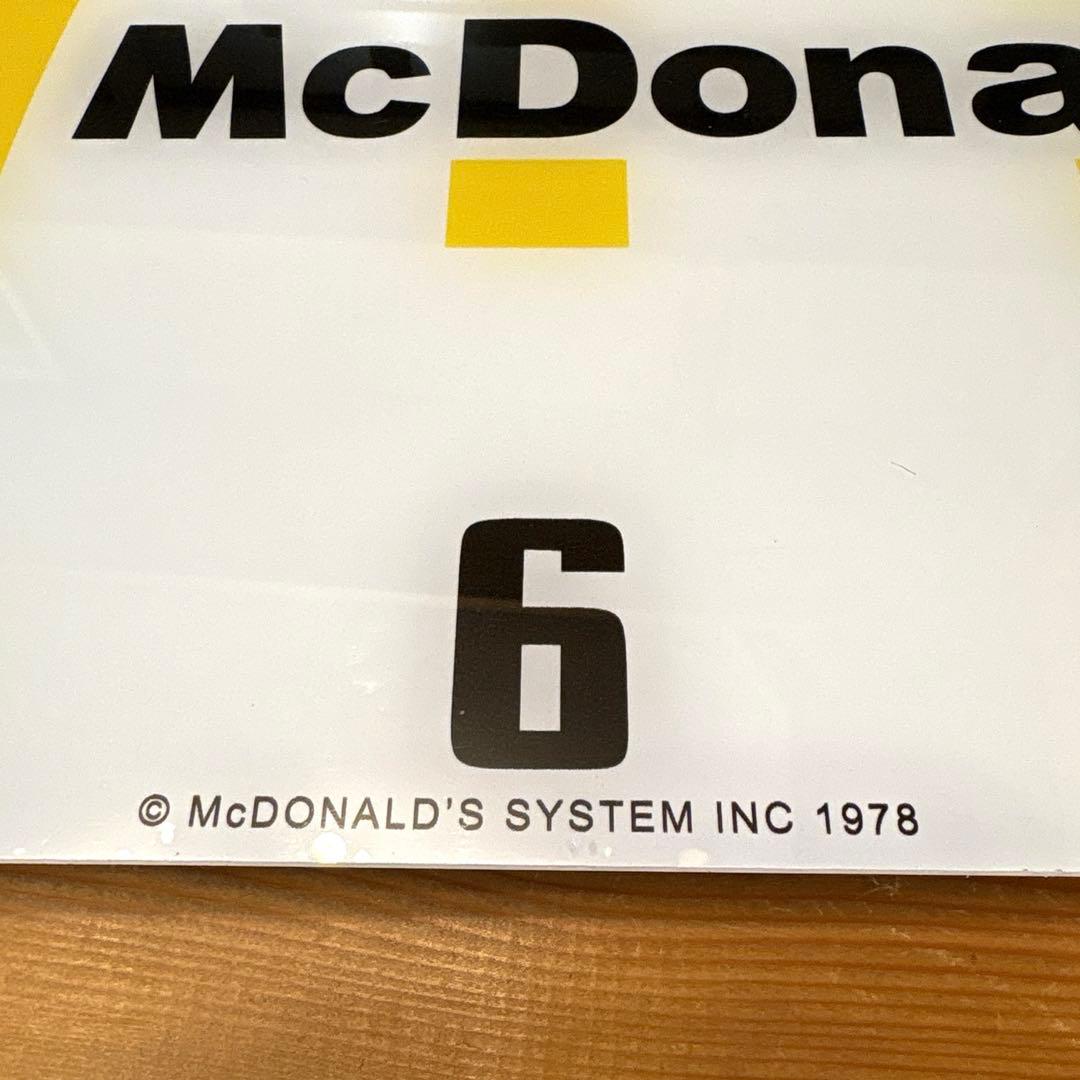 McDona
6
© McDONALD'S SYSTEM INC 1978